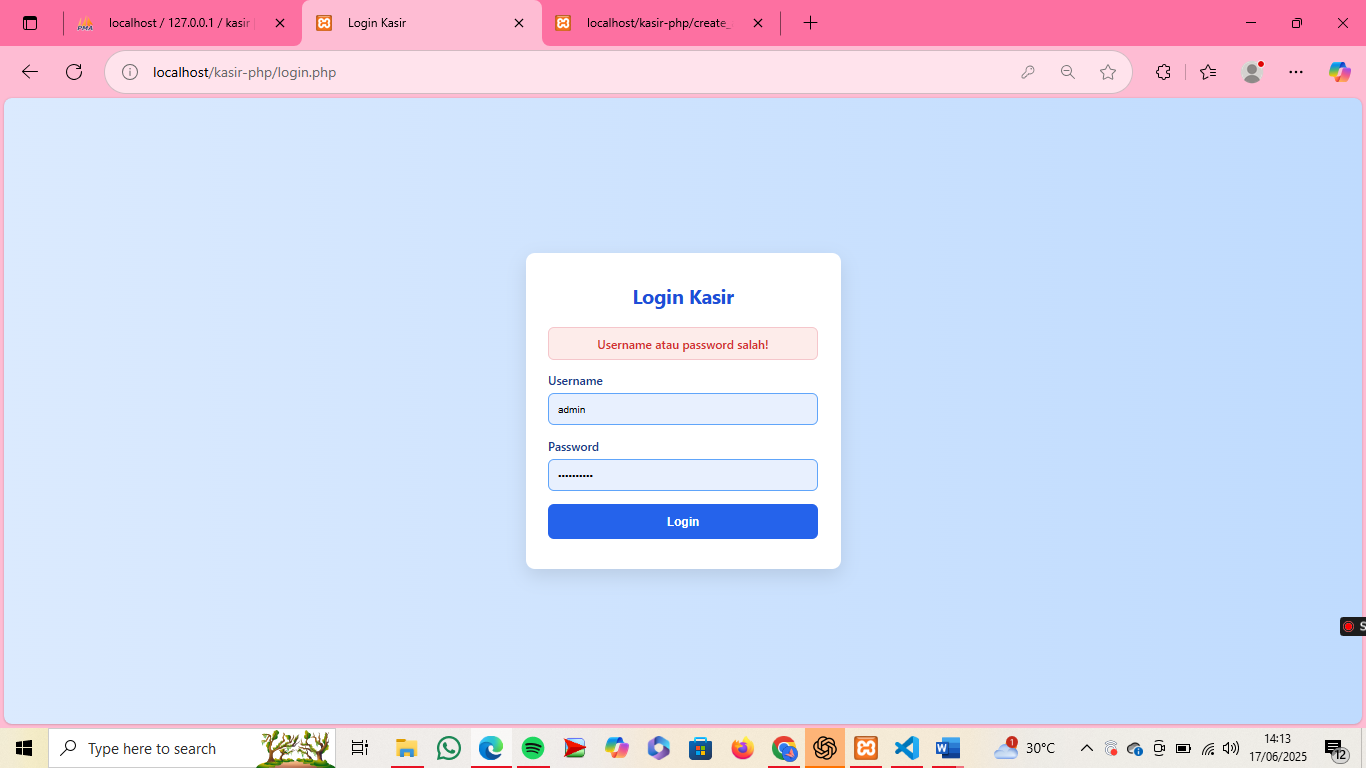 localhost / 127.0.0.1 / kasir
Login Kasir
localhost/kasir-php/create_
localhost/kasir-php/login.php
Login Kasir
Username atau password salah!
Username
admin
Password
Login
S
Type here to search
1
30°C
14:13
17/06/2025
12